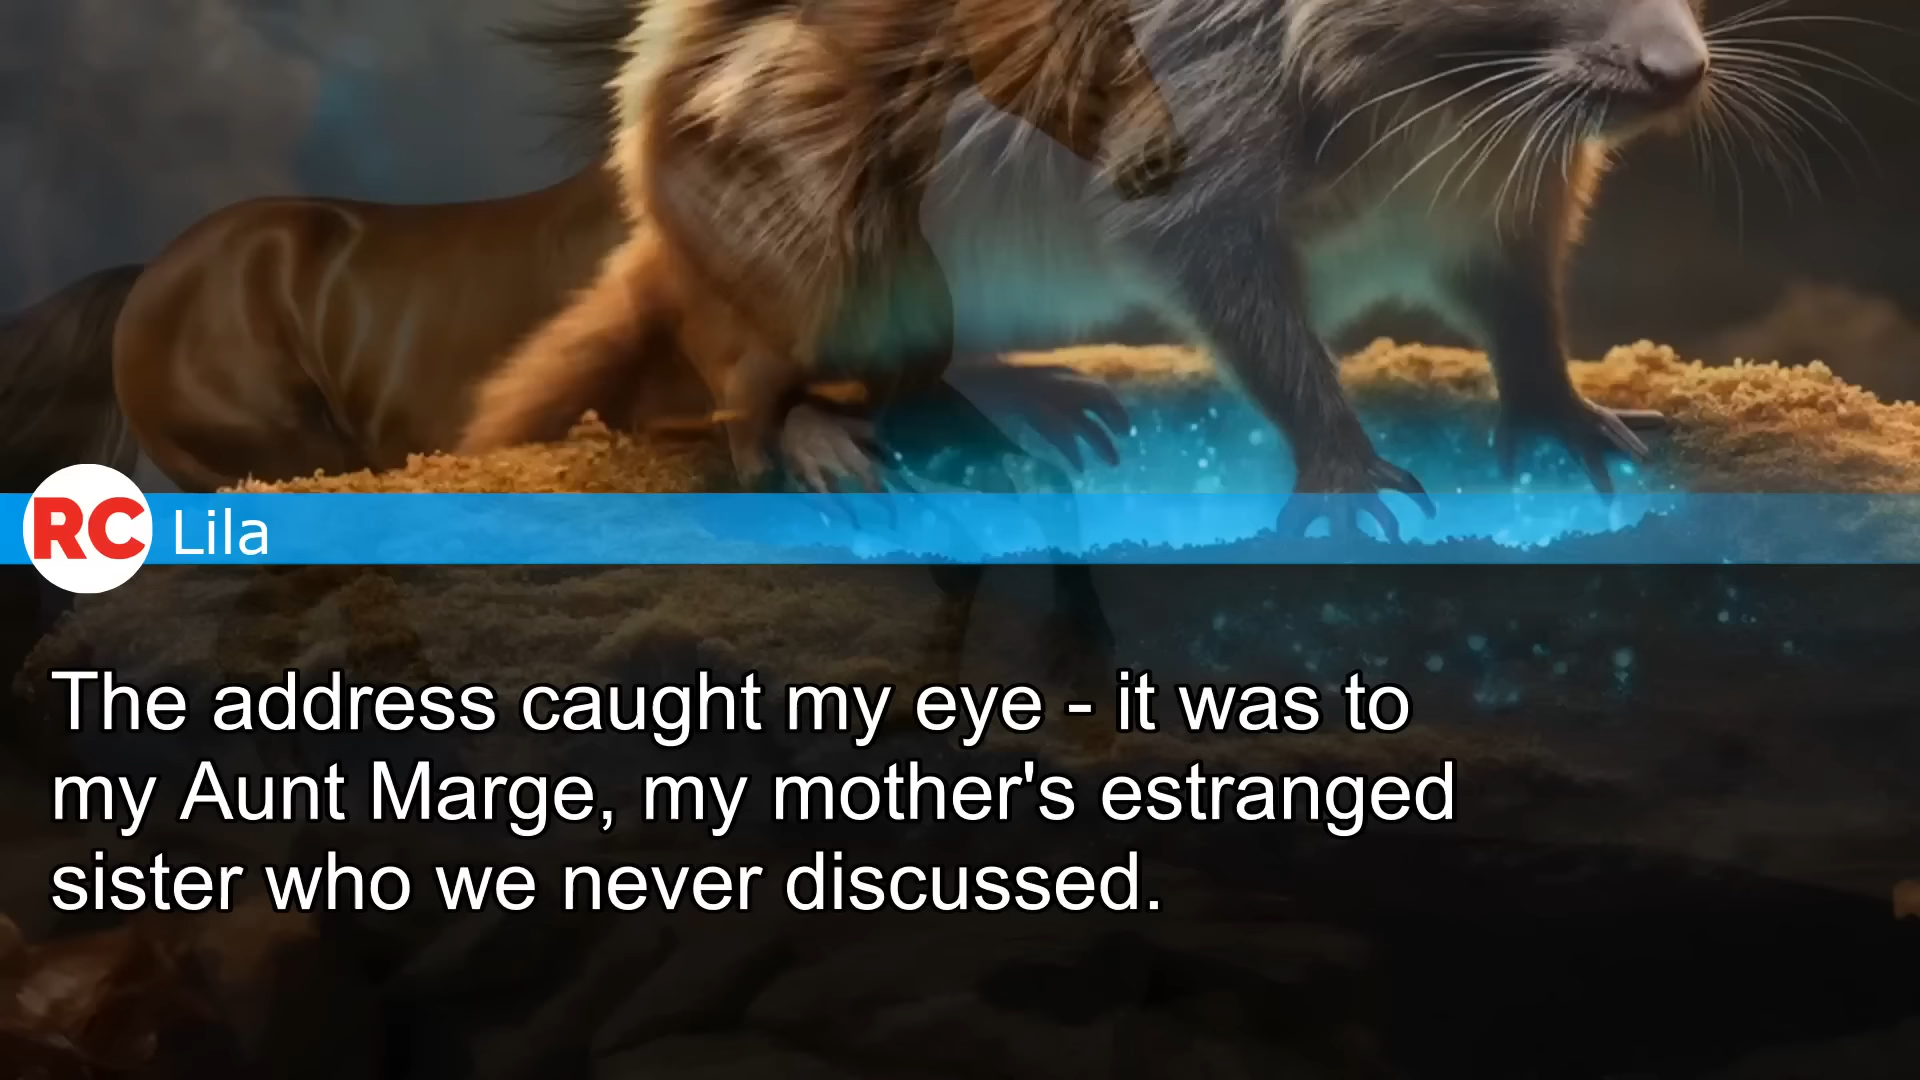 RC Lila
The address caught my eye - it was to
my Aunt Marge, my mother's estranged
sister who we never discussed.